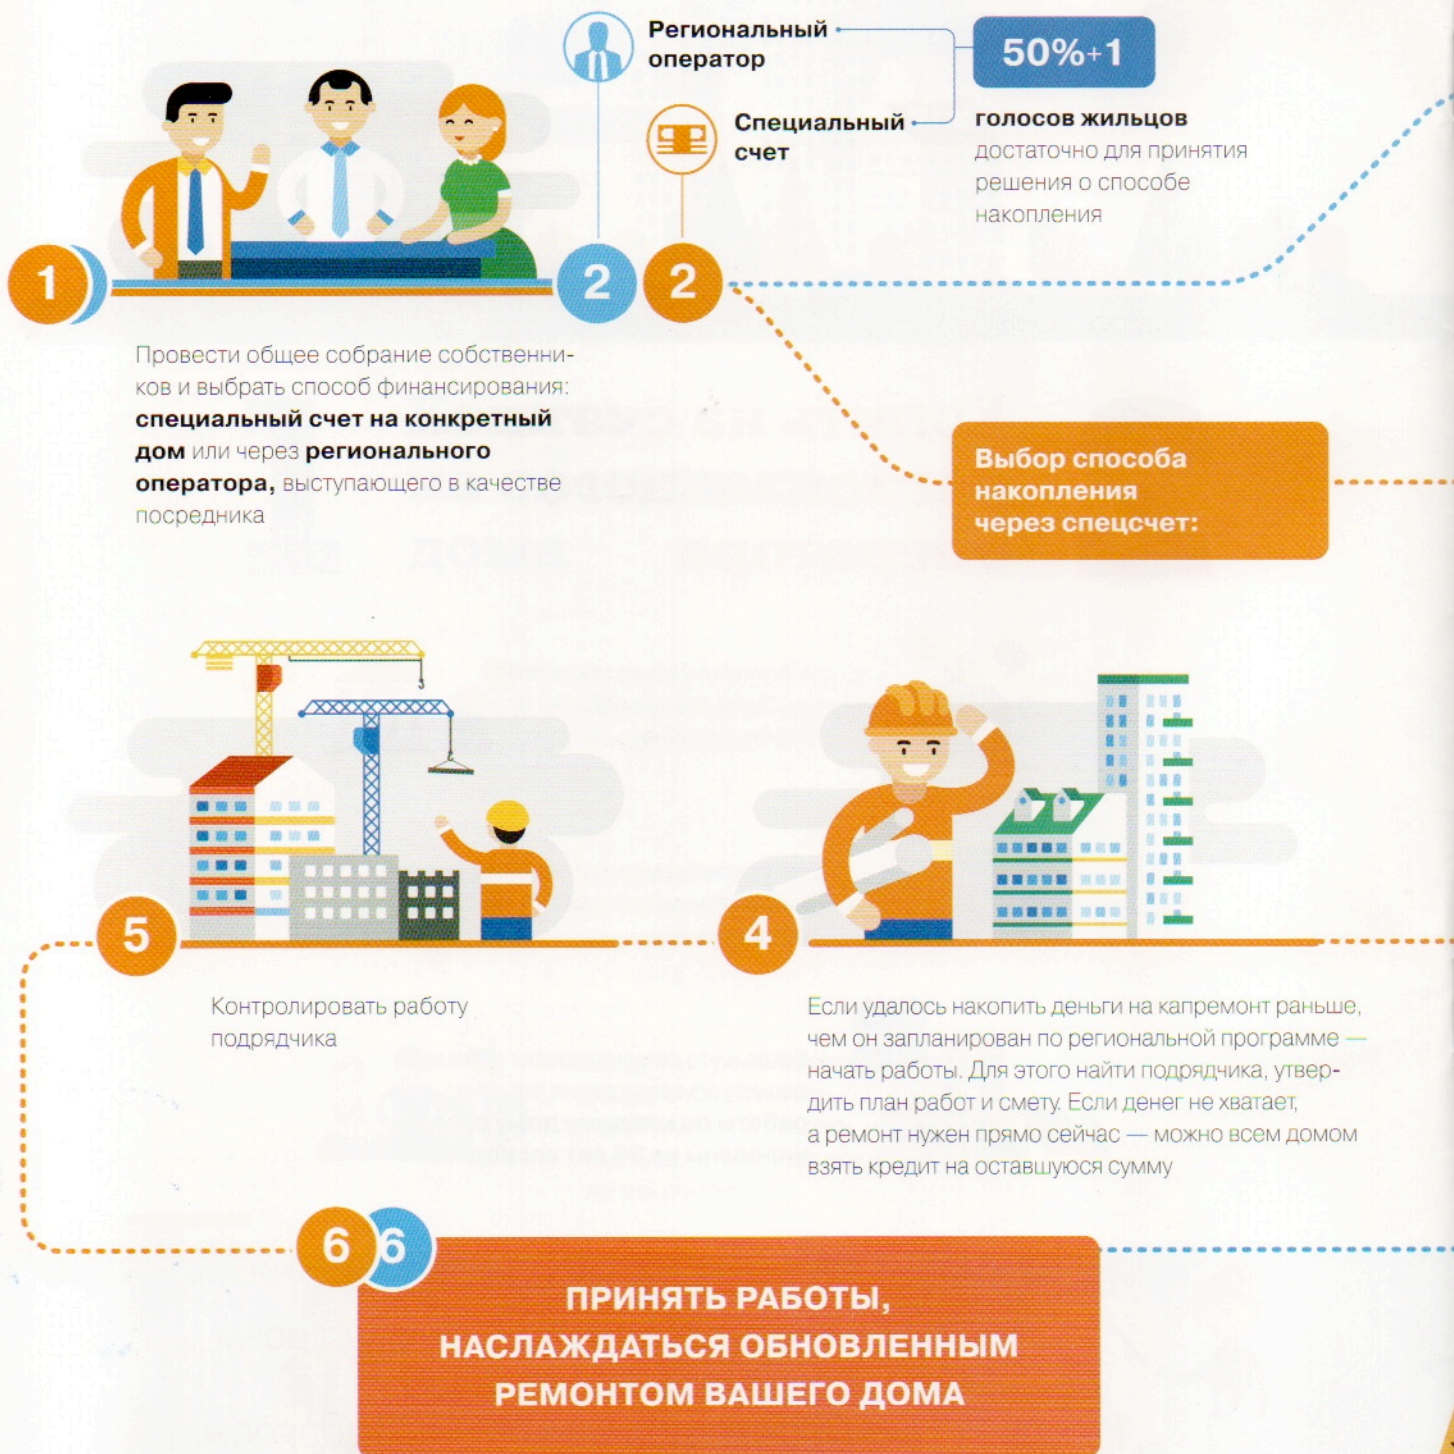 Региональный
оператор
50%+1
Специальный
счет
голосов жильцов
достаточно для принятия
решения о способе
накопления
1
2
2
Провести общее собрание собственни-
ков и выбрать способ финансирования:
специальный счет на конкретный
дом или через регионального
оператора, выступающего в качестве
посредника
Выбор способа
накопления
через спецсчет:
5
4
Контролировать работу
подрядчика
Если удалось накопить деньги на капремонт раньше,
чем он запланирован по региональной программе —
начать работы. Для этого найти подрядчика, утвер-
дить план работ и смету. Если денег не хватает,
а ремонт нужен прямо сейчас — можно всем домом
взять кредит на оставшуюся сумму
6
6
ПРИНЯТЬ РАБОТЫ,
НАСЛАЖДАТЬСЯ ОБНОВЛЕННЫМ
РЕМОНТОМ ВАШЕГО ДОМА